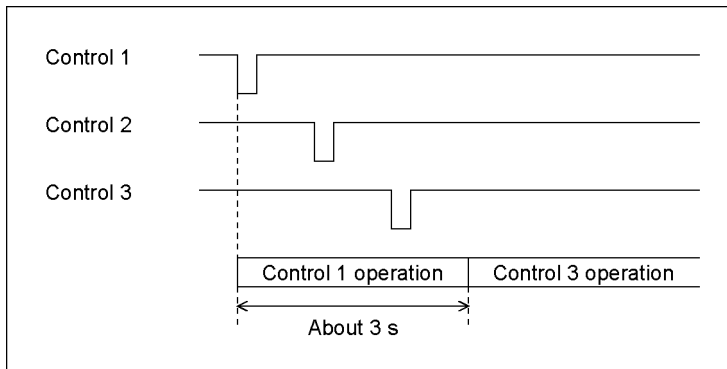 Control 1
Control 2
Control 3
Control 1 operation
Control 3 operation
About 3 s